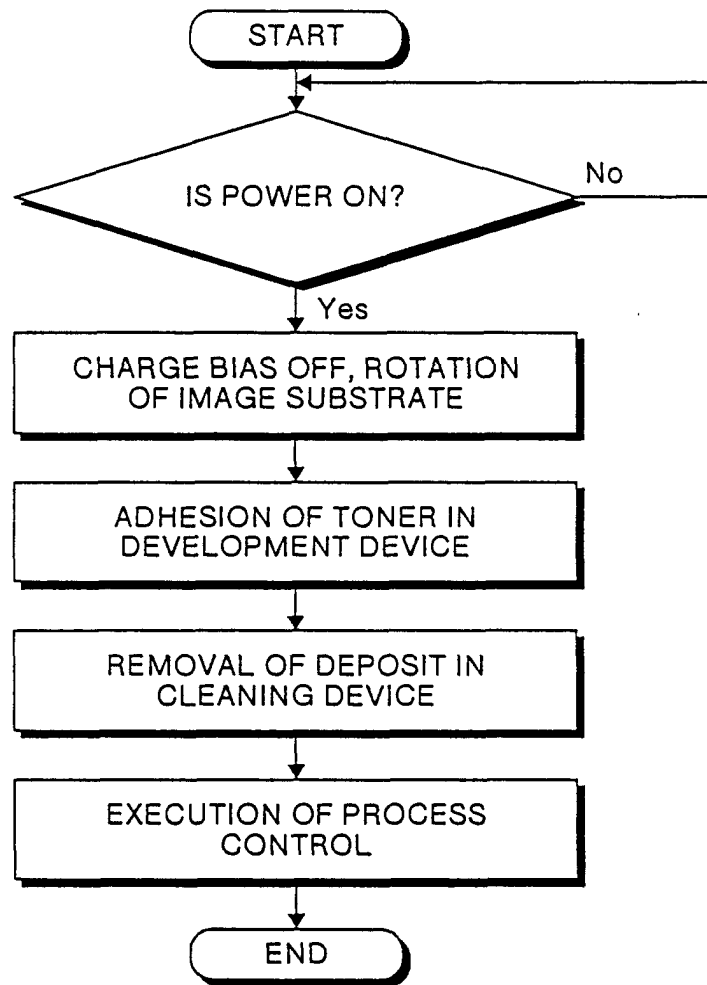 START
IS POWER ON?
No
Yes
CHARGE BIAS OFF, ROTATION
OF IMAGE SUBSTRATE
ADHESION OF TONER IN
DEVELOPMENT DEVICE
REMOVAL OF DEPOSIT IN
CLEANING DEVICE
EXECUTION OF PROCESS
CONTROL
END